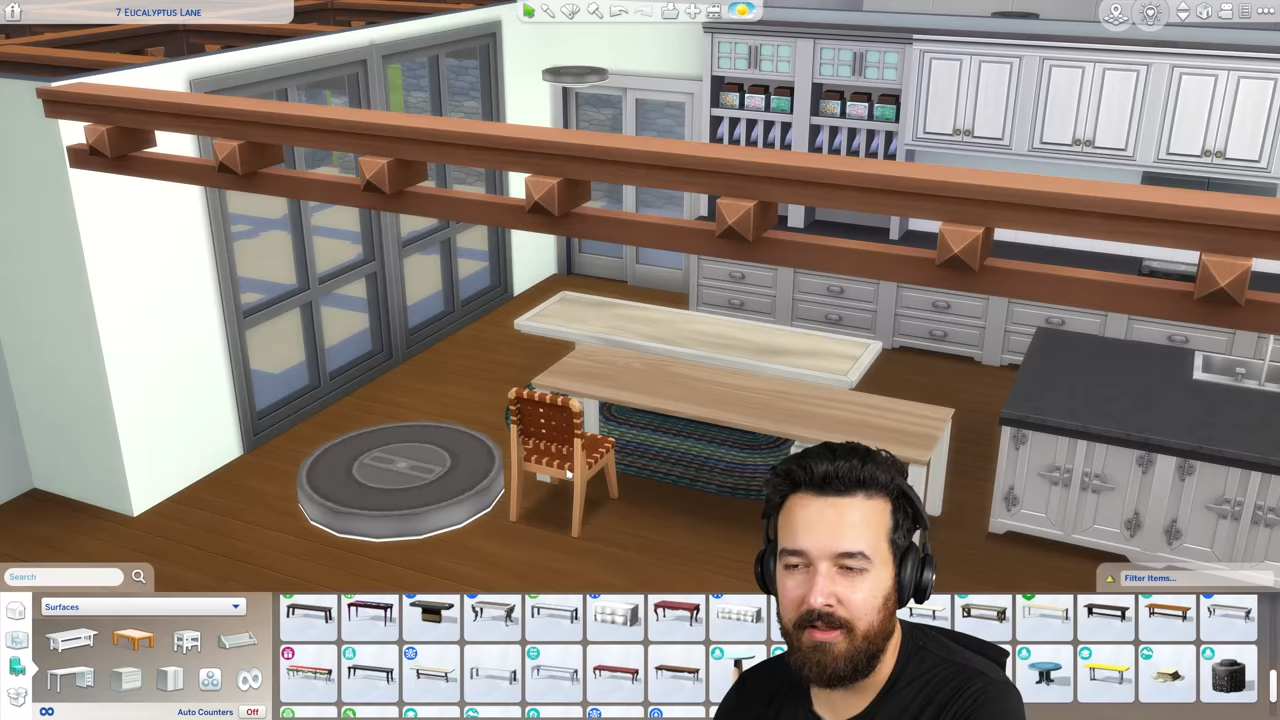 7 EUCALYPTUS LANE
Search
Filter Items...
Surfaces
Auto Counters
Off